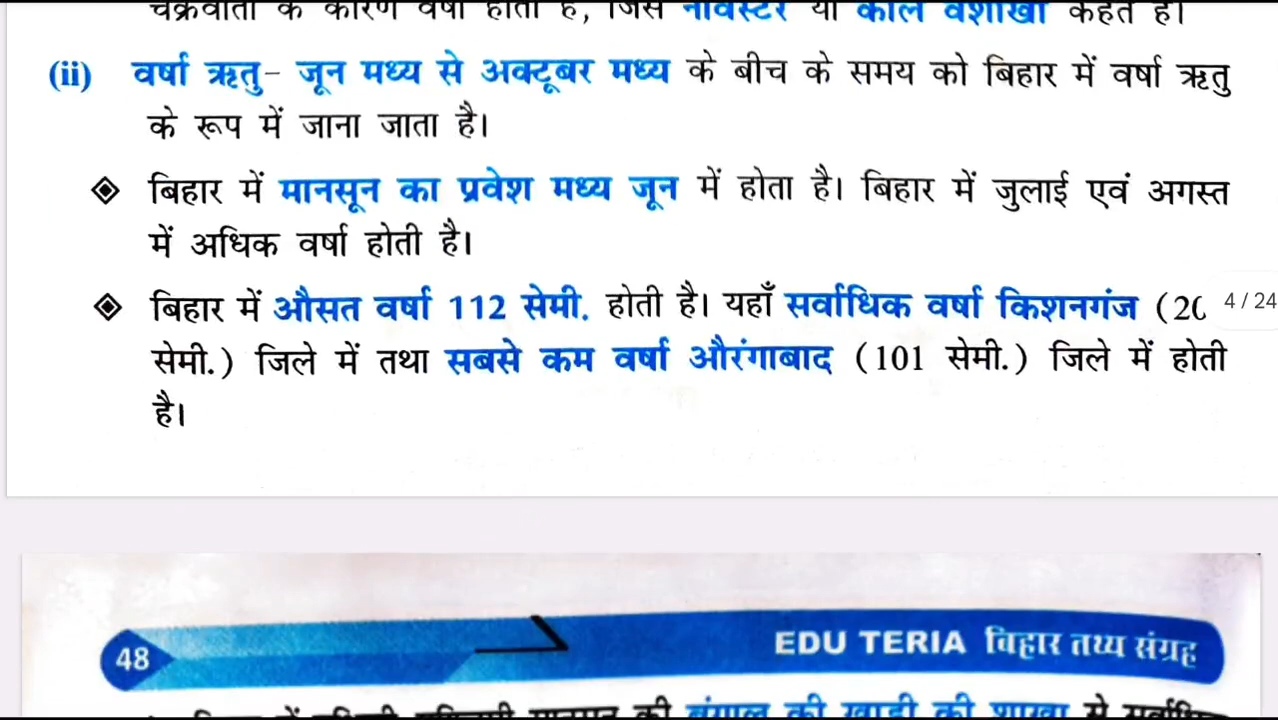 चक्रवातों के कारण वर्षा होती है, जिसे नार्वेस्टर या काल वैशाखी कहते हैं।
(ii) वर्षा ऋतु- जून मध्य से अक्टूबर मध्य के बीच के समय को बिहार में वर्षा ऋतु
के रूप में जाना जाता है।
बिहार में मानसून का प्रवेश मध्य जून में होता है। बिहार में जुलाई एवं अगस्त
में अधिक वर्षा होती है।
बिहार में औसत वर्षा 112 सेमी. होती है। यहाँ सर्वाधिक वर्षा किशनगंज (20
4 / 24
सेमी.) जिले में तथा सबसे कम वर्षा औरंगाबाद (101 सेमी.) जिले में होती
है।
48
EDU TERIA बिहार तथ्य संग्रह
में की बंगाल की खाड़ी की शाखा से